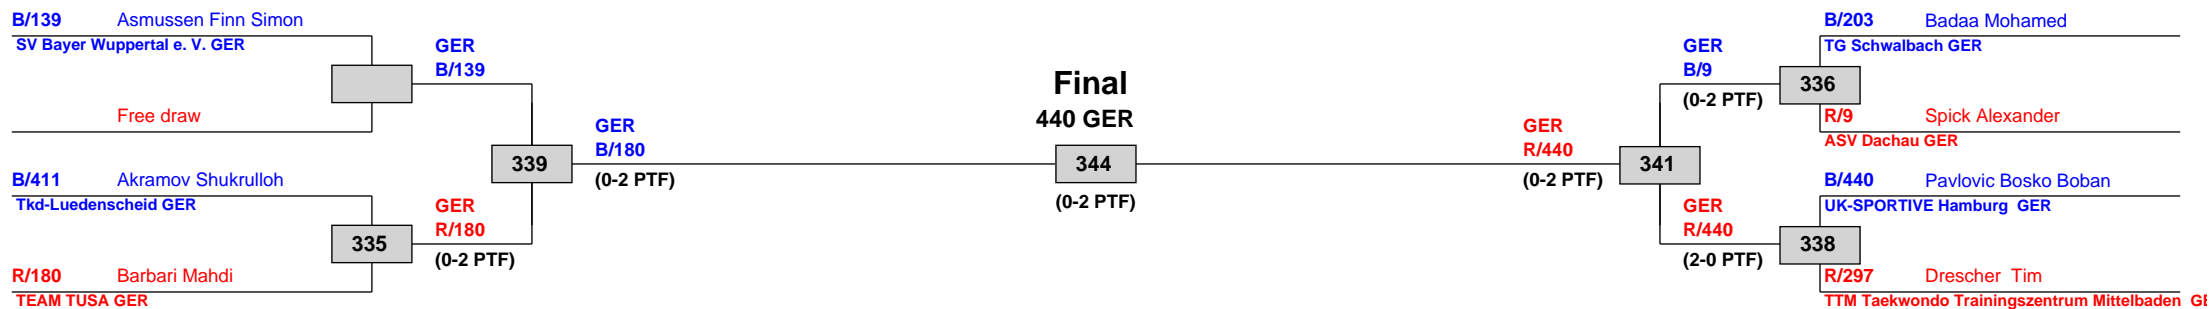 B/139 Asmussen Finn Simon
SV Bayer Wuppertal e. V. GER
GER
B/139
Free draw
B/411 Akramov Shukrulloh
Tkd-Luedenscheid GER
335
GER
R/180
(0-2 PTF)
R/180 Barbari Mahdi
TEAM TUSA GER
339
GER
B/180
(0-2 PTF)
Final
440 GER
344
(0-2 PTF)
GER
R/440
(0-2 PTF)
341
GER
B/9
(0-2 PTF)
B/203 Badaa Mohamed
TG Schwalbach GER
336
R/9 Spick Alexander
ASV Dachau GER
GER
R/440
(2-0 PTF)
B/440 Pavlovic Bosko Boban
UK-SPORTIVE Hamburg GER
338
R/297 Drescher Tim
TTM Taekwondo Trainingszentrum Mittelbaden GE